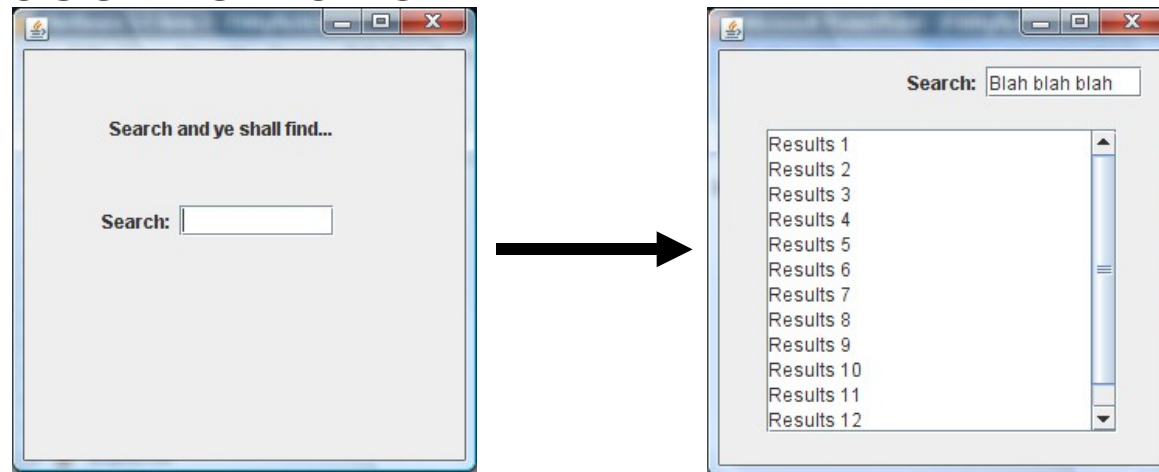 Search and ye shall find...
Search:
Search: Blah blah blah
Results 1
Results 2
Results 3
Results 4
Results 5
Results 6
Results 7
Results 8
Results 9
Results 10
Results 11
Results 12